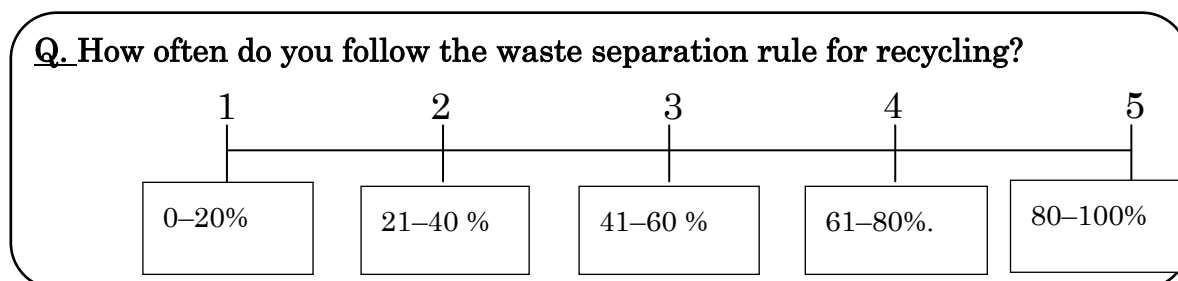 Q. How often do you follow the waste separation rule for recycling?
1 2 3 4 5
0–20% 21–40 % 41–60 % 61–80%. 80–100%